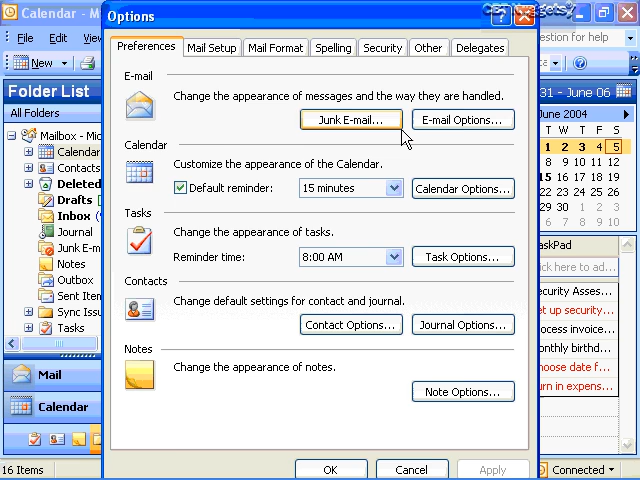 Calendar - M
Options
CBT Nuggets
File
Edit
estion for help
New
Folder List
31 - June 06
All Folders
Mailbox - Mic
Calendar
Contacts
Deleted
Drafts
Inbox
Journal
Junk E-m
Notes
Outbox
Sent Item
Sync Issu
Tasks
Mail
Calendar
16 Items
Preferences
Mail Setup
Mail Format
Spelling
Security
Other
Delegates
E-mail
Change the appearance of messages and the way they are handled.
Junk E-mail...
E-mail Options...
Calendar
Customize the appearance of the Calendar.
Default reminder:
15 minutes
Calendar Options...
Tasks
Change the appearance of tasks.
Reminder time:
8:00 AM
Task Options...
Contacts
Change default settings for contact and journal.
Contact Options...
Journal Options...
Notes
Change the appearance of notes.
Note Options...
OK
Cancel
Apply
June 2004
T W T F S
1 2 3 4 5
8 9 10 11 12
15 16 17 18 19
22 23 24 25 26
29 30 1 2 3
6 7 8 9 10
askPad
ick here to ad...
ecurity Asses...
et up security...
ocess invoice...
onthly birthd...
hoose date f...
urn in expens...
Connected